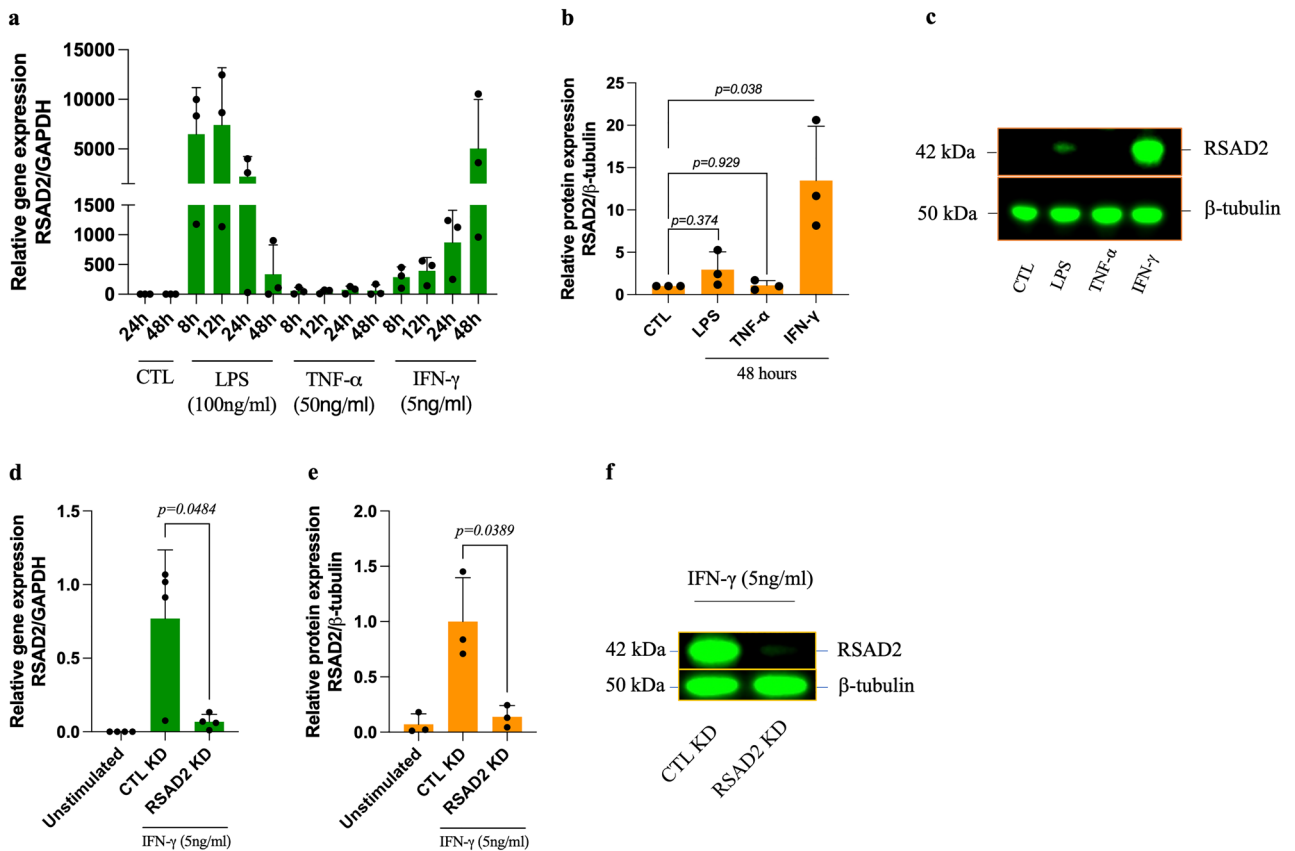 a
Relative gene expression
RSAD2/GAPDH
15000
10000
5000
1500
1000
500
0
24h 48h 8h 12h 24h 48h 8h 12h 24h 48h 8h 12h 24h 48h
CTL LPS TNF-α IFN-γ
(100ng/ml) (50ng/ml) (5ng/ml)
b
Relative protein expression
RSAD2/β-tubulin
25
20
15
10
5
0
p=0.038
p=0.929
p=0.374
CTL LPS TNF-α IFN-γ
48 hours
c
42 kDa RSAD2
50 kDa β-tubulin
CTL LPS TNF-α IFN-γ
d
Relative gene expression
RSAD2/GAPDH
1.5
1.0
0.5
0.0
p=0.0484
Unstimulated CTL KD RSAD2 KD
IFN-γ (5ng/ml)
e
Relative protein expression
RSAD2/β-tubulin
2.0
1.5
1.0
0.5
0.0
p=0.0389
Unstimulated CTL KD RSAD2 KD
IFN-γ (5ng/ml)
f
IFN-γ (5ng/ml)
42 kDa RSAD2
50 kDa β-tubulin
CTL KD RSAD2 KD